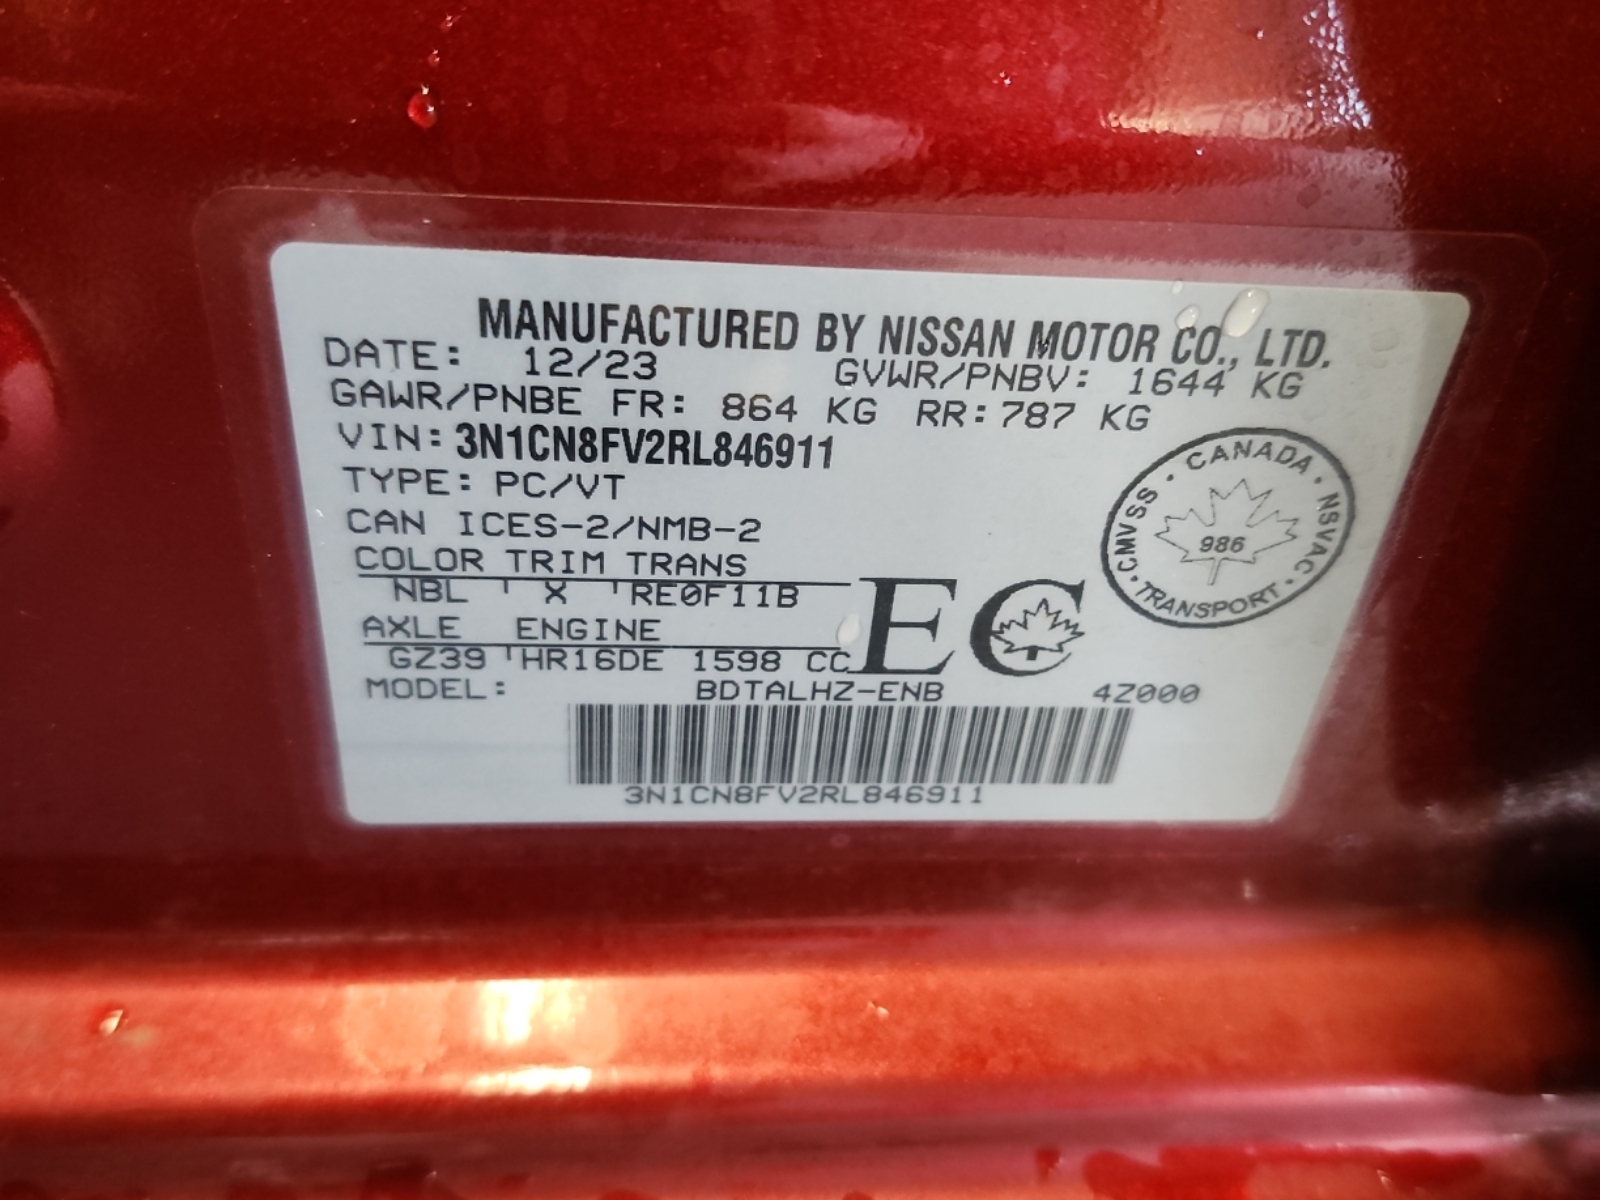 MANUFACTURED BY NISSAN MOTOR CO., LTD.
DATE: 12/23 GVWR/PNBV: 1644 KG
GAWR/PNBE FR: 864 KG RR: 787 KG
VIN: 3N1CN8FV2RL846911
TYPE: PC/VT
CAN ICES-2/NMB-2
COLOR TRIM TRANS
NBL X RE0F11B
AXLE ENGINE
GZ39 HR16DE 1598 CC
EC
CANADA · NSVAC · TRANSPORT · CMVSS ·
986
MODEL: BDTALHZ-ENB 4Z000
3N1CN8FV2RL846911